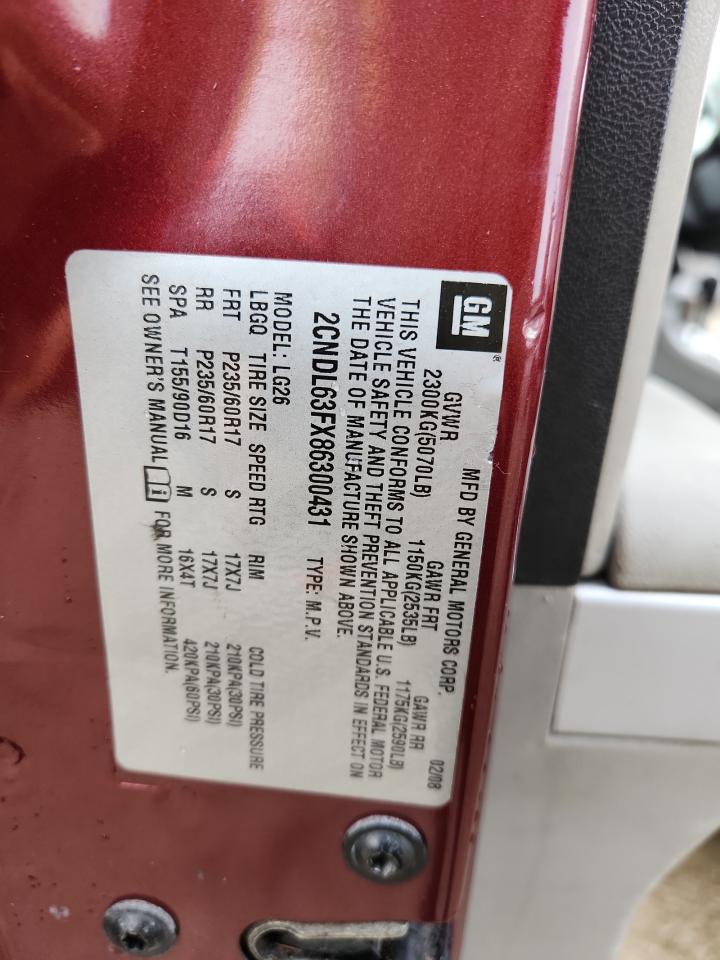 GM
MFD BY GENERAL MOTORS CORP. 02/08
GVWR GAWR FRT GAWR RR
2300KG(5070LB) 1150KG(2535LB) 1175KG(2590LB)
THIS VEHICLE CONFORMS TO ALL APPLICABLE U.S. FEDERAL MOTOR
VEHICLE SAFETY AND THEFT PREVENTION STANDARDS IN EFFECT ON
THE DATE OF MANUFACTURE SHOWN ABOVE.
2CNDL63FX86300431 TYPE: M.P.V.
MODEL: LG26
LBGQ TIRE SIZE SPEED RTG RIM COLD TIRE PRESSURE
FRT P235/60R17 S 17X7J 210KPA(30PSI)
RR P235/60R17 S 17X7J 210KPA(30PSI)
SPA T155/90D16 M 16X4T 420KPA(60PSI)
SEE OWNER'S MANUAL i FOR MORE INFORMATION.